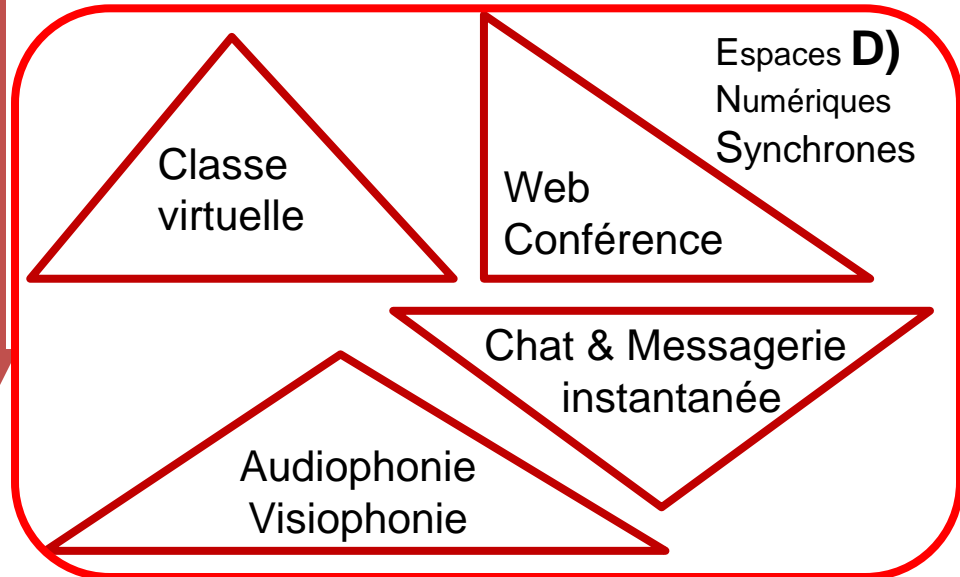 Espaces D)
Numériques
Synchrones
Classe
virtuelle
Web
Conférence
Chat & Messagerie
instantanée
Audiophonie
Visiophonie